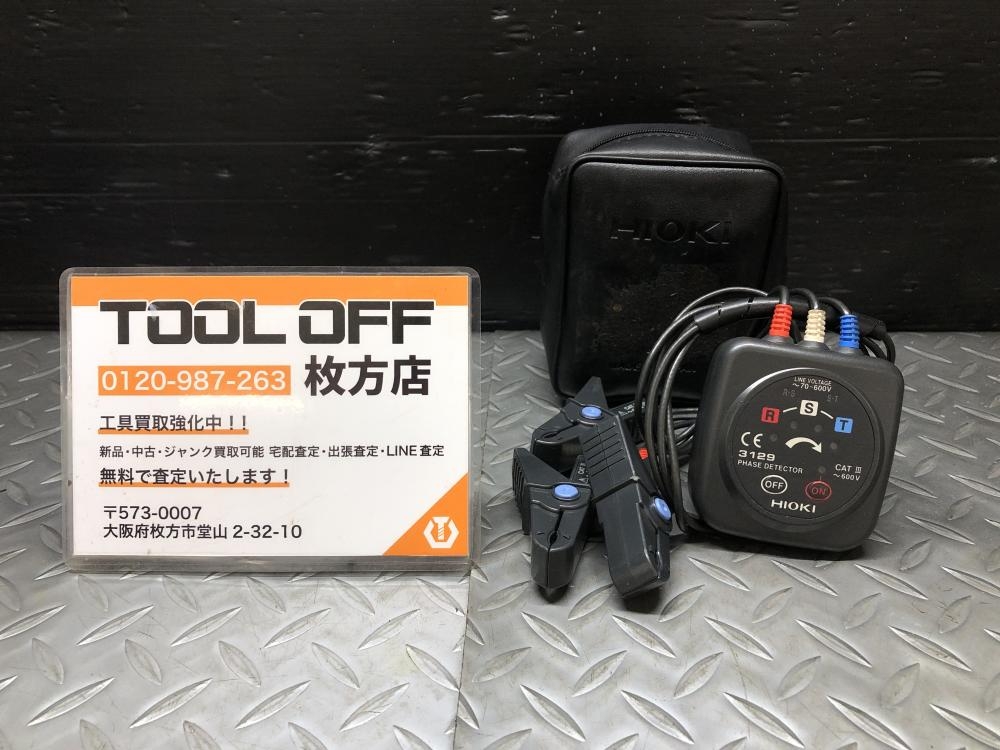 TOOL OFF
0120-987-263 枚方店
工具買取強化中!!
新品・中古・ジャンク買取可能 宅配査定・出張査定・LINE査定
無料で査定いたします!
〒573-0007
大阪府枚方市堂山 2-32-10
HIOKI
LINE VOLTAGE
~70-600V
R-S S-T
R S T
CE
3129
PHASE DETECTOR
CAT III
~600V
OFF ON
HIOKI